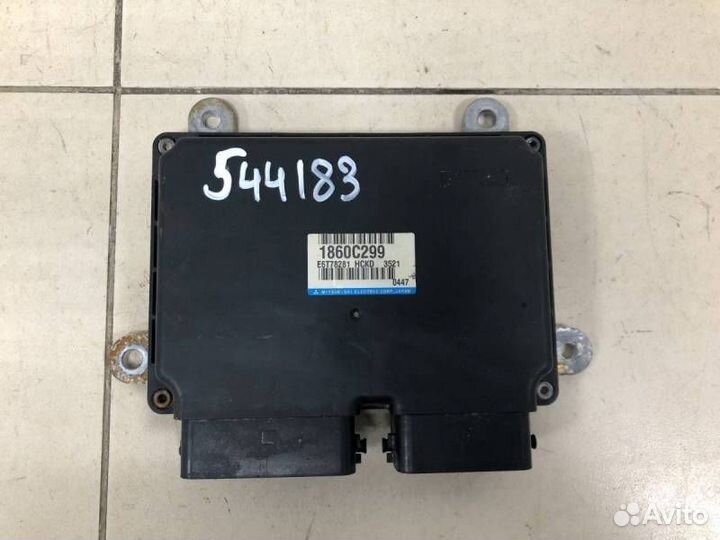 544183
1860C299
E6T78281 HCKD 3521
0447
MITSUBISHI ELECTRIC CORP. JAPAN
Avito